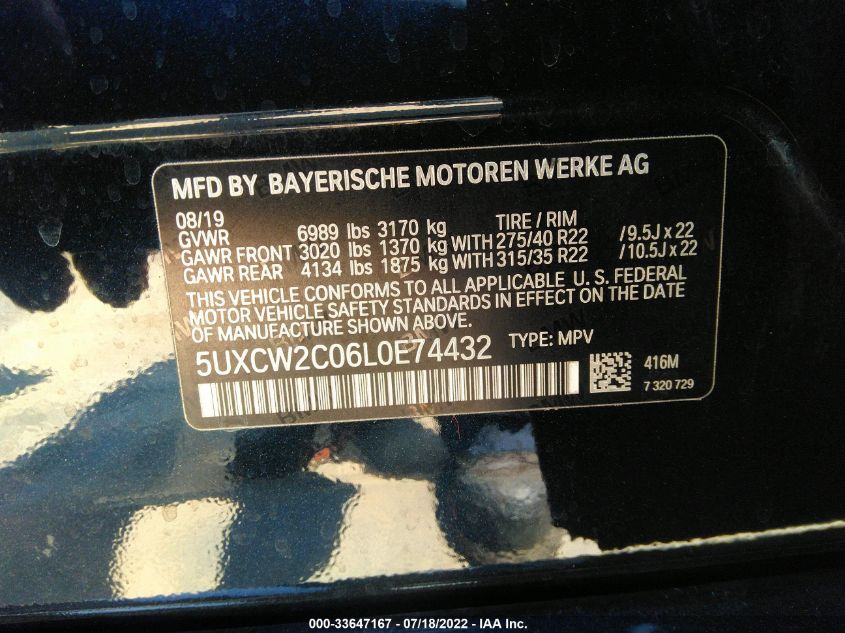 MFD BY BAYERISCHE MOTOREN WERKE AG
08/19 TIRE / RIM
GVWR 6989 lbs 3170 kg
GAWR FRONT 3020 lbs 1370 kg WITH 275/40 R22 /9.5J x 22
GAWR REAR 4134 lbs 1875 kg WITH 315/35 R22 /10.5J x 22
THIS VEHICLE CONFORMS TO ALL APPLICABLE U. S. FEDERAL
MOTOR VEHICLE SAFETY STANDARDS IN EFFECT ON THE DATE
OF MANUFACTURE SHOWN ABOVE.
5UXCW2C06L0E74432 TYPE: MPV
416M
7 320 729
000-33647167 - 07/18/2022 - IAA Inc.